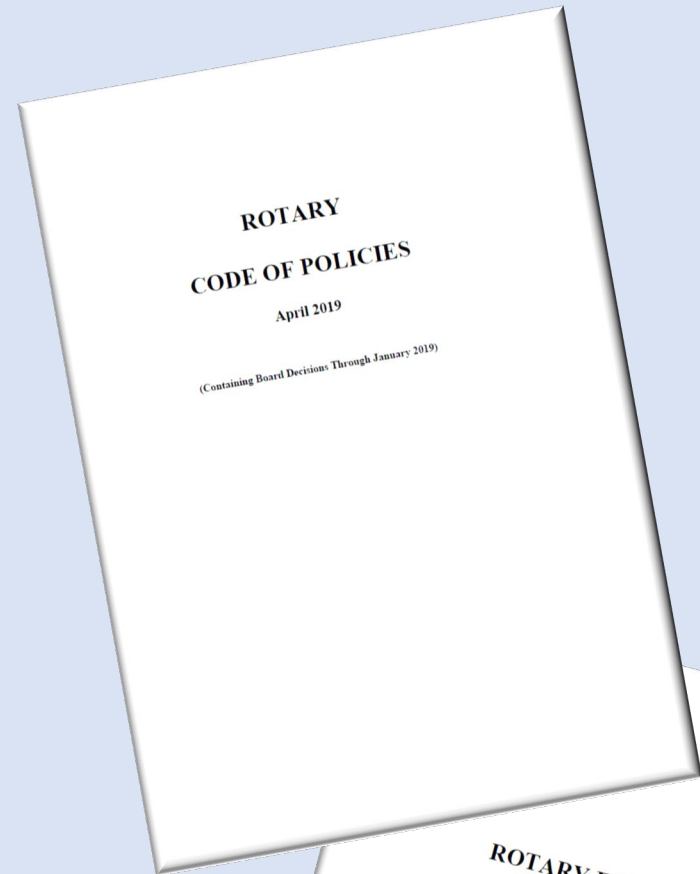 ROTARY
CODE OF POLICIES
April 2019
(Containing Board Decisions Through January 2019)
ROTARY